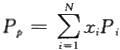 P_p = \sum_{i=1}^{N} x_i P_i